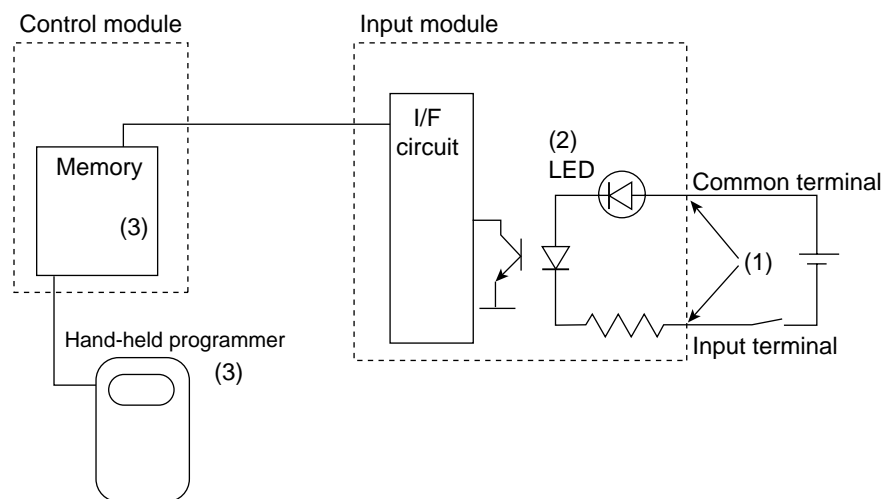 Control module
Input module
I/F
circuit
Memory
(3)
(2)
LED
Common terminal
(1)
Input terminal
Hand-held programmer
(3)